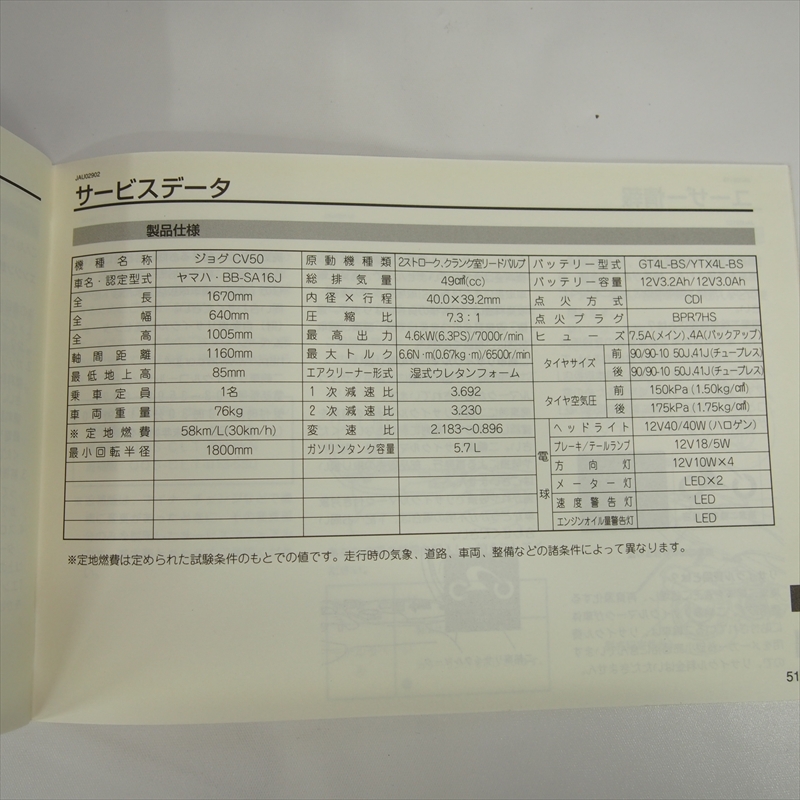 JAU02902
サービスデータ
製品仕様
機種名称 ジョグ CV50 原動機種類 2ストローク、クランク室リードバルブ バッテリー型式 GT4L-BS/YTX4L-BS
車名・認定型式 ヤマハ・BB-SA16J 総排気量 49㎤(cc) バッテリー容量 12V3.2Ah/12V3.0Ah
全長 1670mm 内径×行程 40.0×39.2mm 点火方式 CDI
全幅 640mm 圧縮比 7.3：1 点火プラグ BPR7HS
全高 1005mm 最高出力 4.6kW(6.3PS)/7000r/min ヒューズ 7.5A(メイン)、4A(バックアップ)
軸間距離 1160mm 最大トルク 6.6N・m(0.67kg・m)/6500r/min タイヤサイズ 前 90/90-10 50J、41J(チューブレス)
最低地上高 85mm エアクリーナー形式 湿式ウレタンフォーム 後 90/90-10 50J、41J(チューブレス)
乗車定員 1名 1次減速比 3.692 タイヤ空気圧 前 150kPa (1.50kg/㎠)
車両重量 76kg 2次減速比 3.230 後 175kPa (1.75kg/㎠)
※定地燃費 58km/L(30km/h) 変速比 2.183〜0.896 電球 ヘッドライト 12V40/40W(ハロゲン)
最小回転半径 1800mm ガソリンタンク容量 5.7L ブレーキ/テールランプ 12V18/5W
方向灯 12V10W×4
メーター灯 LED×2
速度警告灯 LED
エンジンオイル量警告灯 LED
※定地燃費は定められた試験条件のもとでの値です。走行時の気象、道路、車両、整備などの諸条件によって異なります。
51